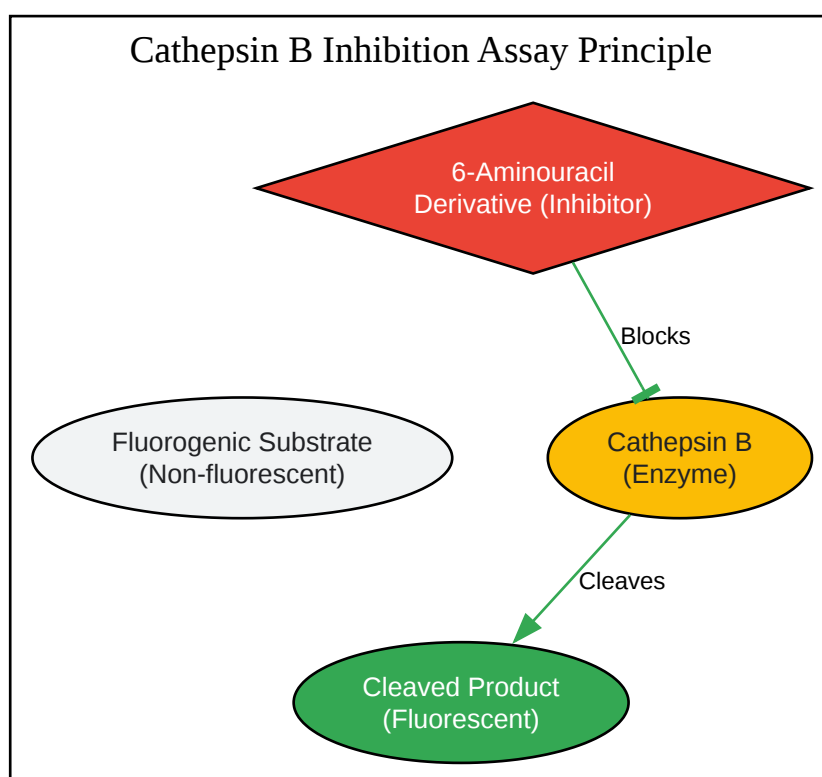 Cathepsin B Inhibition Assay Principle
6-Aminouracil
Derivative (Inhibitor)
Blocks
Fluorogenic Substrate
(Non-fluorescent)
Cathepsin B
(Enzyme)
Cleaves
Cleaved Product
(Fluorescent)